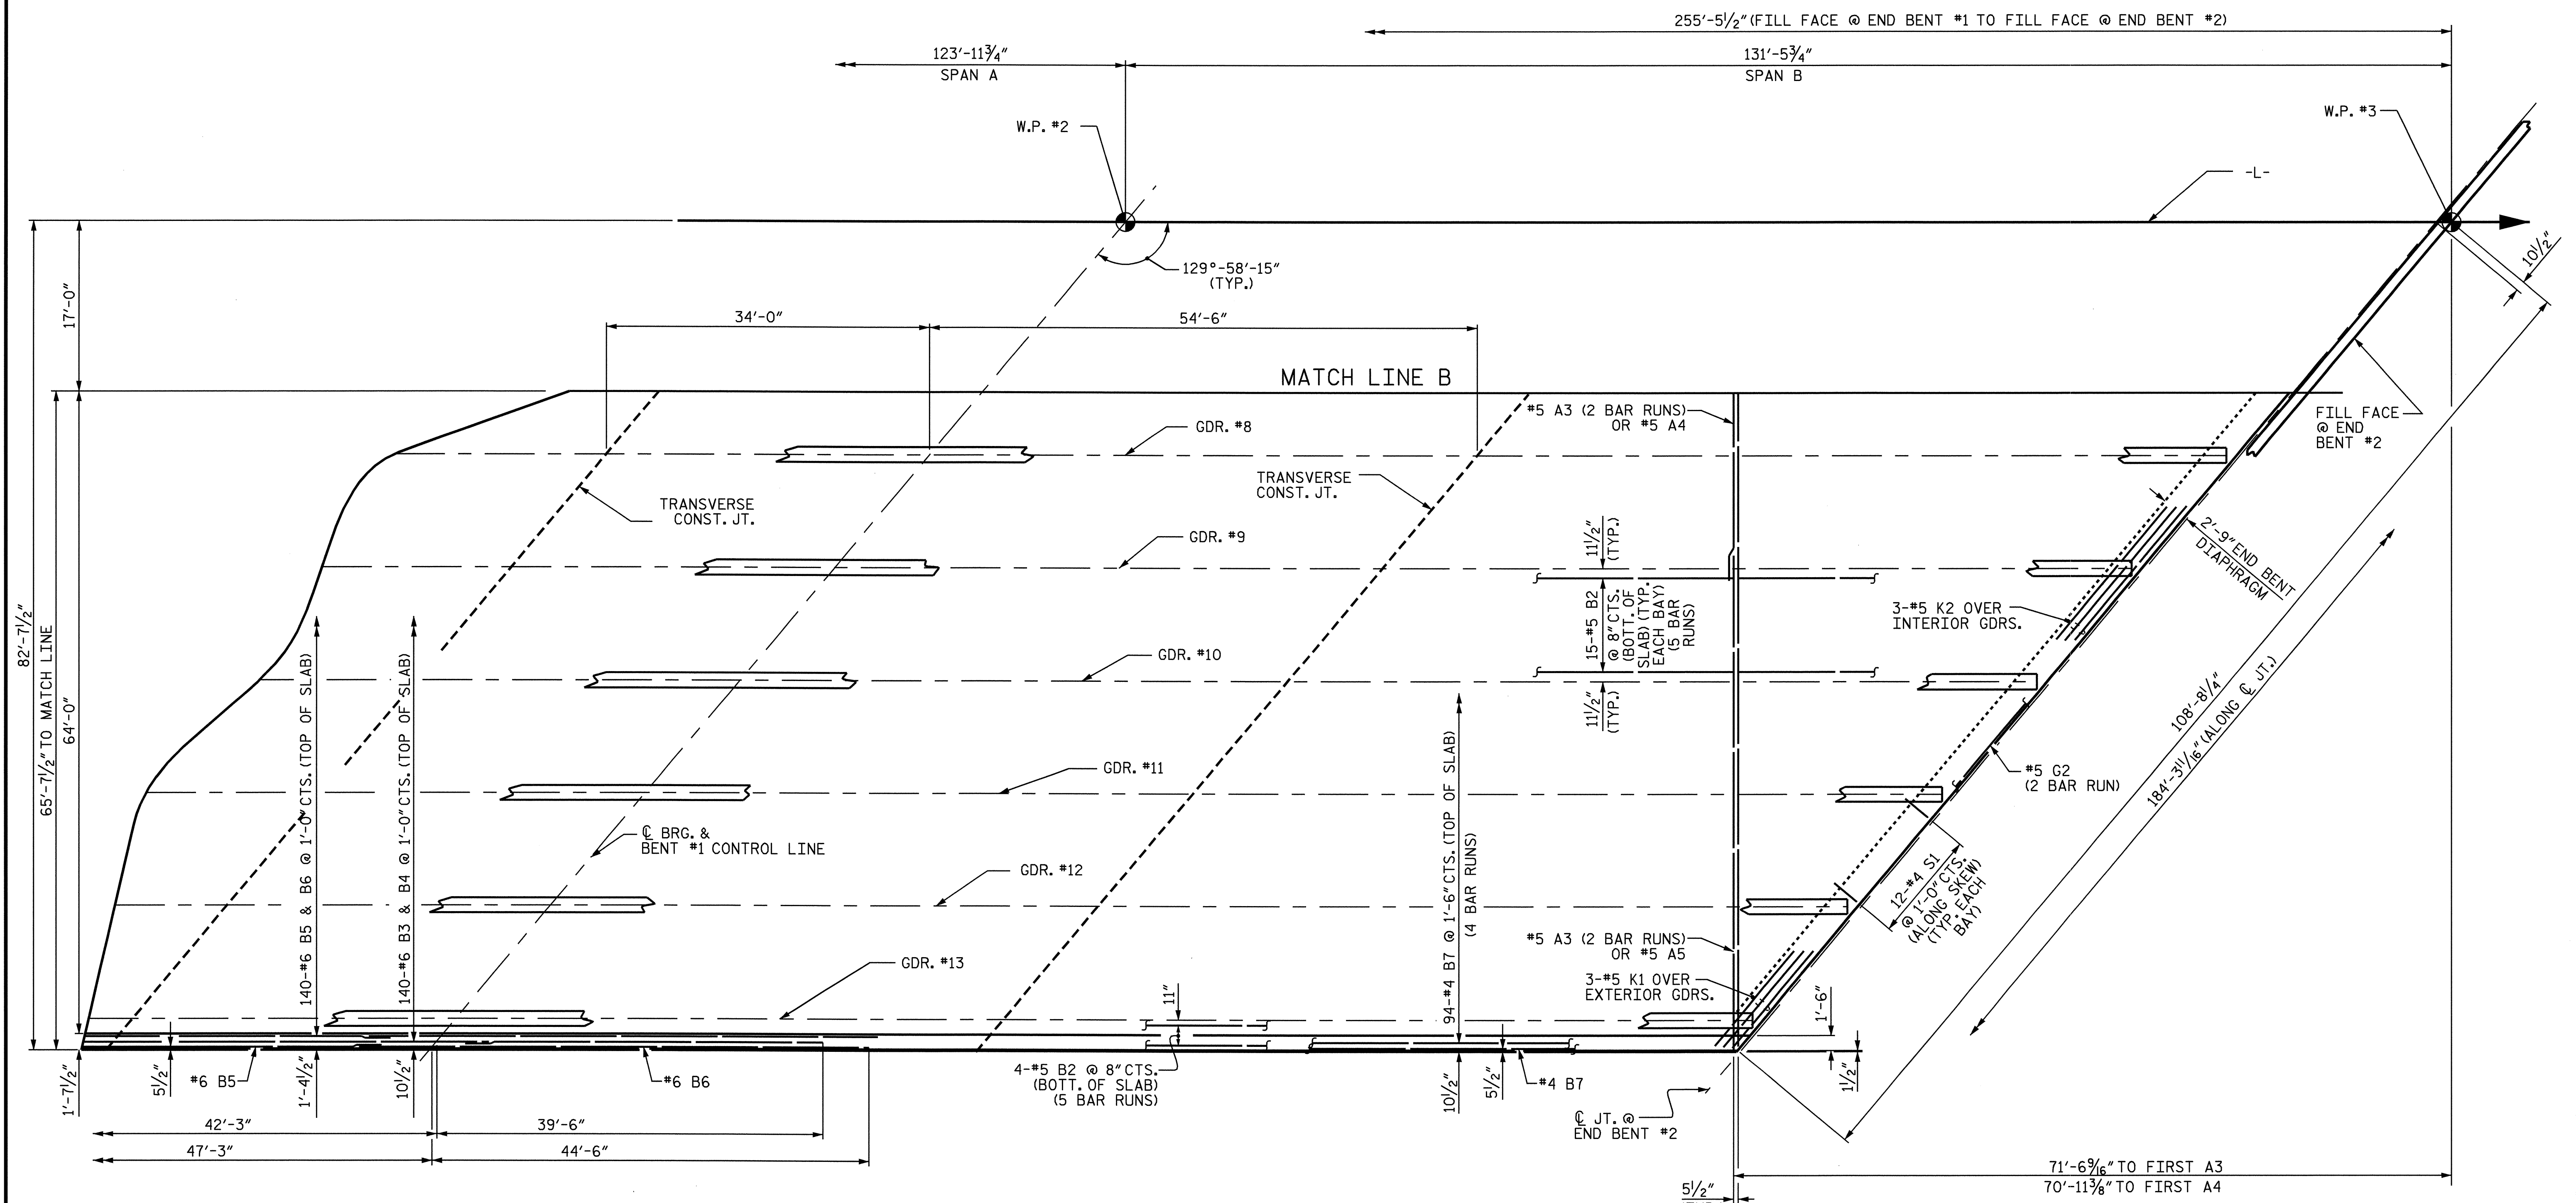 255'-5½" (FILL FACE @ END BENT #1 TO FILL FACE @ END BENT #2)
123'-11¾"
SPAN A
131'-5¾"
SPAN B
W.P. #2
W.P. #3
-L-
129°-58'-15"
(TYP.)
10½"
82'-7½"
17'-0"
65'-7½" TO MATCH LINE
64'-0"
34'-0"
54'-6"
MATCH LINE B
#5 A3 (2 BAR RUNS)
OR #5 A4
GDR. #8
FILL FACE
@ END
BENT #2
TRANSVERSE
CONST. JT.
TRANSVERSE
CONST. JT.
GDR. #9
11½"
(TYP.)
15-#5 B2
@ 8" CTS.
(BOTT. OF
SLAB) (TYP.
EACH BAY)
(5 BAR
RUNS)
11½"
(TYP.)
2'-9" END BENT
DIAPHRAGM
3-#5 K2 OVER
INTERIOR GDRS.
GDR. #10
108'-8¼"
184'-3 11/16" (ALONG ℄ JT.)
140-#6 B5 & B6 @ 1'-0" CTS. (TOP OF SLAB)
140-#6 B3 & B4 @ 1'-0" CTS. (TOP OF SLAB)
GDR. #11
#5 G2
(2 BAR RUN)
94-#4 B7 @ 1'-6" CTS. (TOP OF SLAB)
(4 BAR RUNS)
℄ BRG. &
BENT #1 CONTROL LINE
GDR. #12
12-#4 S1
@ 1'-0" CTS.
(ALONG SKEW)
(TYP. EACH
BAY)
#5 A3 (2 BAR RUNS)
OR #5 A5
GDR. #13
3-#5 K1 OVER
EXTERIOR GDRS.
11"
1'-6"
1½"
1'-7½"
5½"
#6 B5
1'-4½"
10½"
#6 B6
4-#5 B2 @ 8" CTS.
(BOTT. OF SLAB)
(5 BAR RUNS)
10½"
5½"
#4 B7
℄ JT. @
END BENT #2
42'-3"
39'-6"
47'-3"
44'-6"
71'-6 9/16" TO FIRST A3
70'-11⅜" TO FIRST A4
5½"